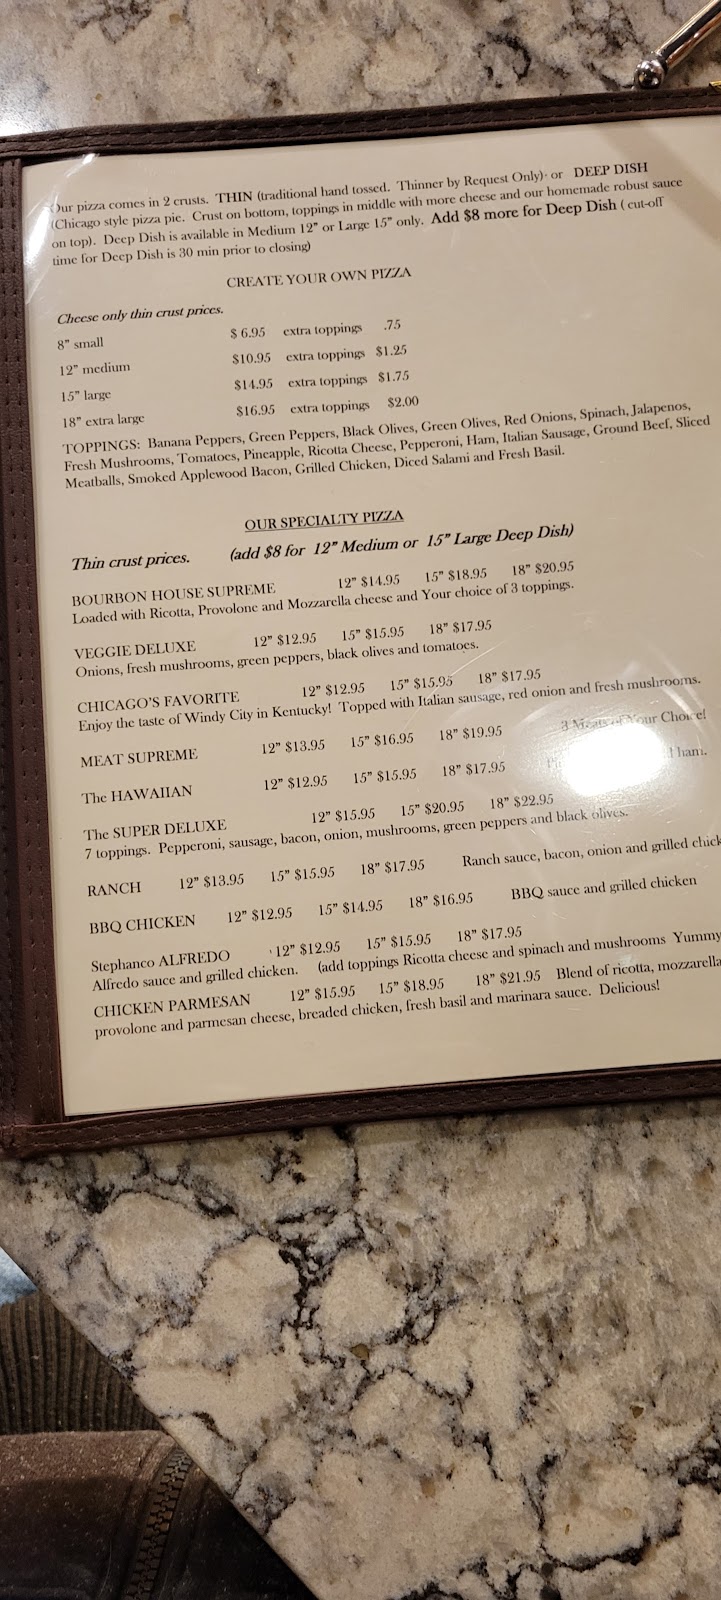 Our pizza comes in 2 crusts. THIN (traditional hand tossed. Thinner by Request Only)- or DEEP DISH
(Chicago style pizza pie. Crust on bottom, toppings in middle with more cheese and our homemade robust sauce
on top). Deep Dish is available in Medium 12" or Large 15" only. Add $8 more for Deep Dish ( cut-off
time for Deep Dish is 30 min prior to closing)
CREATE YOUR OWN PIZZA
Cheese only thin crust prices.
8" small $ 6.95 extra toppings .75
12" medium $10.95 extra toppings $1.25
15" large $14.95 extra toppings $1.75
18" extra large $16.95 extra toppings $2.00
TOPPINGS: Banana Peppers, Green Peppers, Black Olives, Green Olives, Red Onions, Spinach, Jalapenos,
Fresh Mushrooms, Tomatoes, Pineapple, Ricotta Cheese, Pepperoni, Ham, Italian Sausage, Ground Beef, Sliced
Meatballs, Smoked Applewood Bacon, Grilled Chicken, Diced Salami and Fresh Basil.
OUR SPECIALTY PIZZA
Thin crust prices. (add $8 for 12" Medium or 15" Large Deep Dish)
BOURBON HOUSE SUPREME 12" $14.95 15" $18.95 18" $20.95
Loaded with Ricotta, Provolone and Mozzarella cheese and Your choice of 3 toppings.
VEGGIE DELUXE 12" $12.95 15" $15.95 18" $17.95
Onions, fresh mushrooms, green peppers, black olives and tomatoes.
CHICAGO'S FAVORITE 12" $12.95 15" $15.95 18" $17.95
Enjoy the taste of Windy City in Kentucky! Topped with Italian sausage, red onion and fresh mushrooms.
MEAT SUPREME 12" $13.95 15" $16.95 18" $19.95 3 Meats of Your Choice!
The HAWAIIAN 12" $12.95 15" $15.95 18" $17.95 ham.
The SUPER DELUXE 12" $15.95 15" $20.95 18" $22.95
7 toppings. Pepperoni, sausage, bacon, onion, mushrooms, green peppers and black olives.
RANCH 12" $13.95 15" $15.95 18" $17.95 Ranch sauce, bacon, onion and grilled chick
BBQ CHICKEN 12" $12.95 15" $14.95 18" $16.95 BBQ sauce and grilled chicken
Stephanco ALFREDO 12" $12.95 15" $15.95 18" $17.95
Alfredo sauce and grilled chicken. (add toppings Ricotta cheese and spinach and mushrooms Yummy
CHICKEN PARMESAN 12" $15.95 15" $18.95 18" $21.95 Blend of ricotta, mozzarella
provolone and parmesan cheese, breaded chicken, fresh basil and marinara sauce. Delicious!